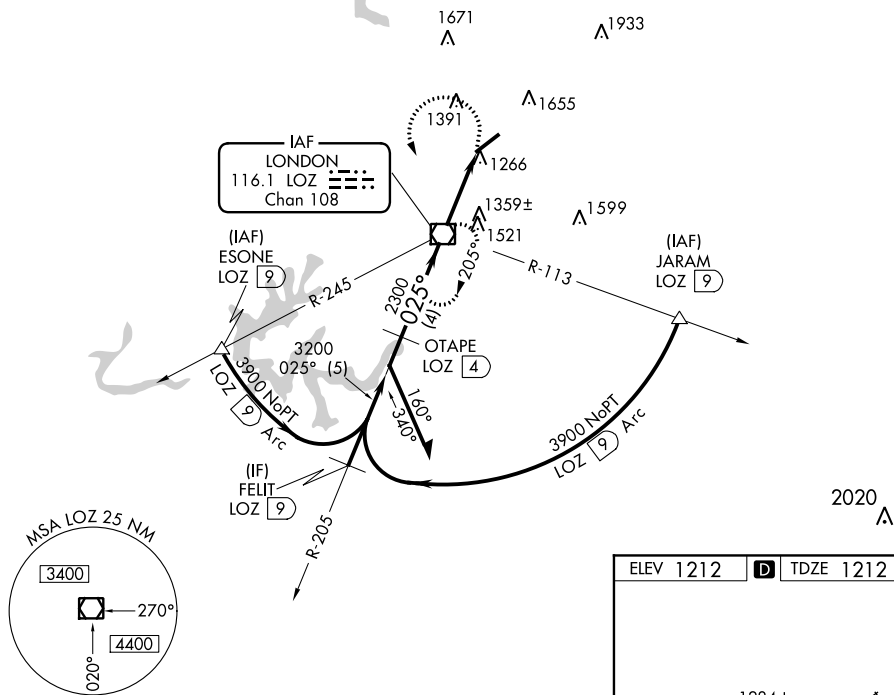 1671
1933
1391
1655
IAF
LONDON
116.1 LOZ
Chan 108
1266
1359±
1521
1599
(IAF)
ESONE
LOZ 9
R-245
205°
R-113
(IAF)
JARAM
LOZ 9
2300
025°
(4)
OTAPE
LOZ 4
3200
025° (5)
3900 NoPT
LOZ 9 Arc
160°
340°
3900 NoPT
LOZ 9 Arc
(IF)
FELIT
LOZ 9
R-205
2020
MSA LOZ 25 NM
3400
270°
4400
020°
ELEV 1212
D
TDZE 1212